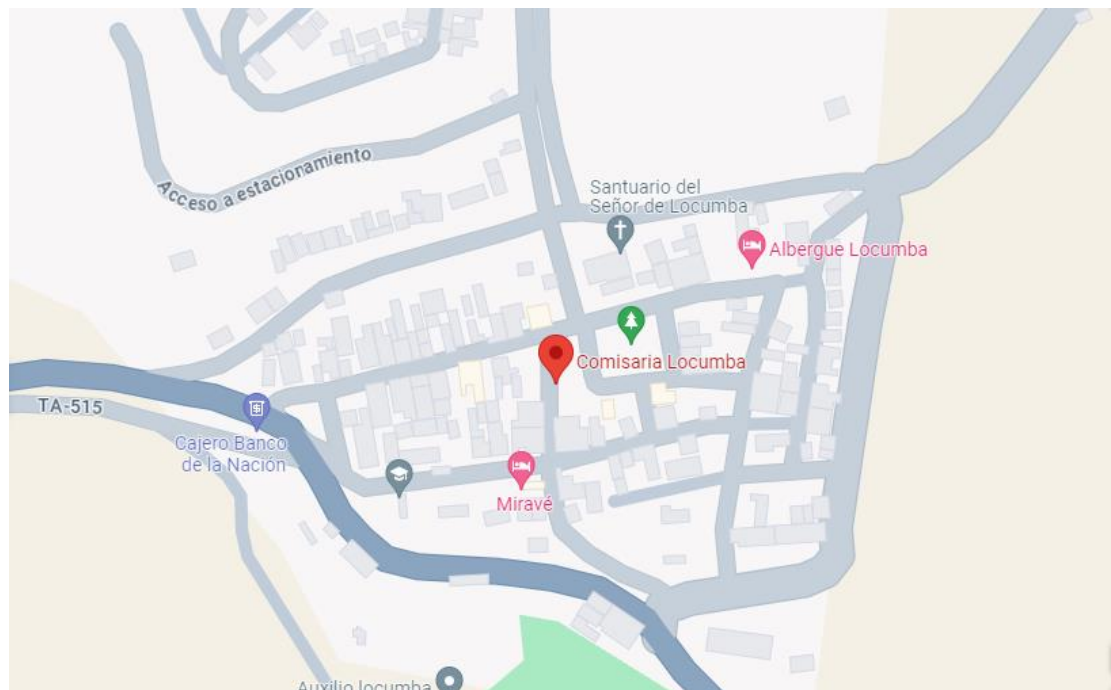 Acceso a estacionamiento
Santuario del
Señor de Locumba
Albergue Locumba
Comisaria Locumba
TA-515
Cajero Banco
de la Nación
Miravé
Auxilio locumba